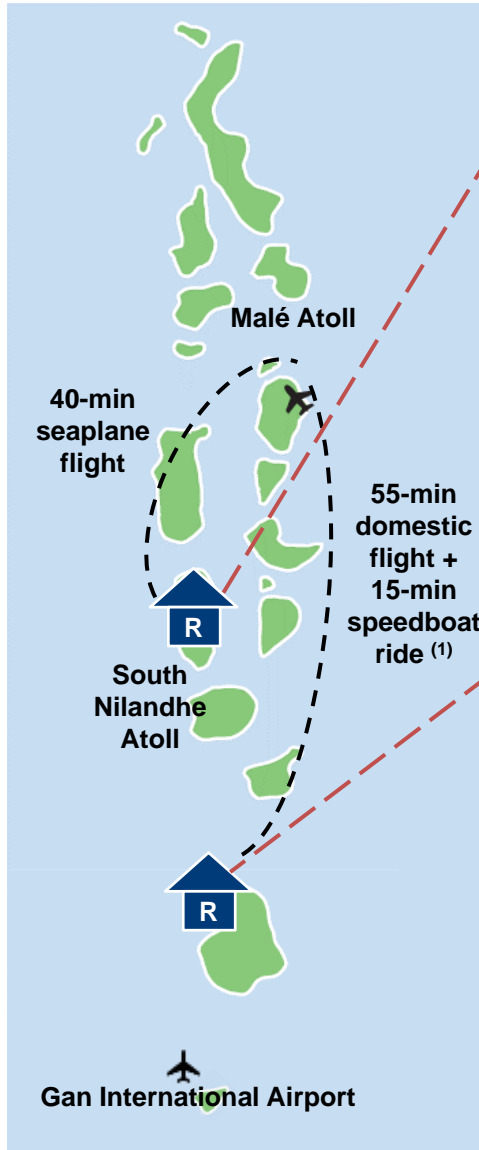 Malé Atoll
40-min
seaplane
flight
55-min
domestic
flight +
15-min
speedboat
ride (1)
R
South
Nilandhe
Atoll
R
Gan International Airport